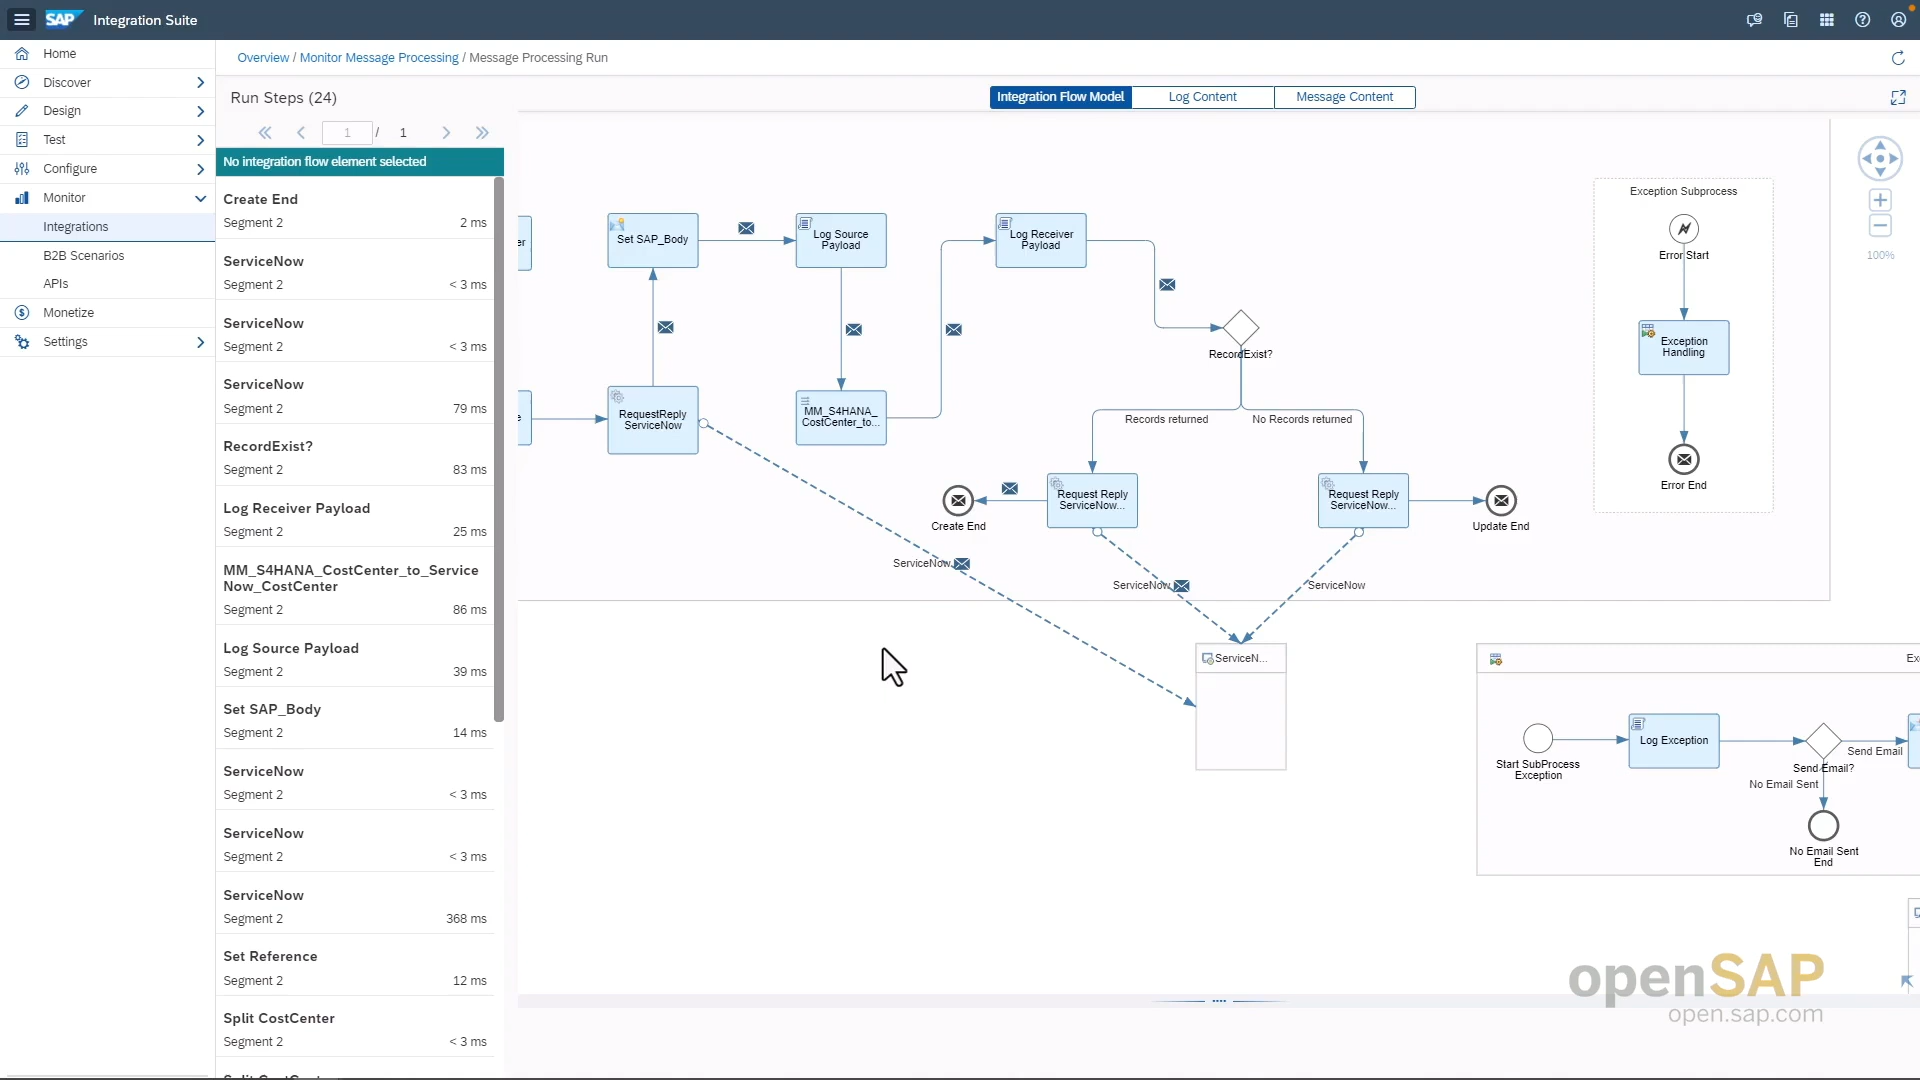 SAP Integration Suite
Home
Discover
Design
Test
Configure
Monitor
Integrations
B2B Scenarios
APIs
Monetize
Settings
Overview / Monitor Message Processing / Message Processing Run
Run Steps (24)
1 / 1
No integration flow element selected
Create End
Segment 2 2 ms
ServiceNow
Segment 2 < 3 ms
ServiceNow
Segment 2 < 3 ms
ServiceNow
Segment 2 79 ms
RecordExist?
Segment 2 83 ms
Log Receiver Payload
Segment 2 25 ms
MM_S4HANA_CostCenter_to_Service
Now_CostCenter
Segment 2 86 ms
Log Source Payload
Segment 2 39 ms
Set SAP_Body
Segment 2 14 ms
ServiceNow
Segment 2 < 3 ms
ServiceNow
Segment 2 < 3 ms
ServiceNow
Segment 2 368 ms
Set Reference
Segment 2 12 ms
Split CostCenter
Segment 2 < 3 ms
Integration Flow Model
Log Content
Message Content
100%
er
Set SAP_Body
Log Source
Payload
Log Receiver
Payload
e
RequestReply
ServiceNow
MM_S4HANA_
CostCenter_to...
RecordExist?
Records returned
No Records returned
Create End
Request Reply
ServiceNow...
Request Reply
ServiceNow...
Update End
ServiceNow
ServiceNow
ServiceNow
ServiceN...
Exception Subprocess
Error Start
Exception
Handling
Error End
Ex
Start SubProcess
Exception
Log Exception
Send Email?
Send Email
No Email Sent
No Email Sent
End
openSAP
open.sap.com